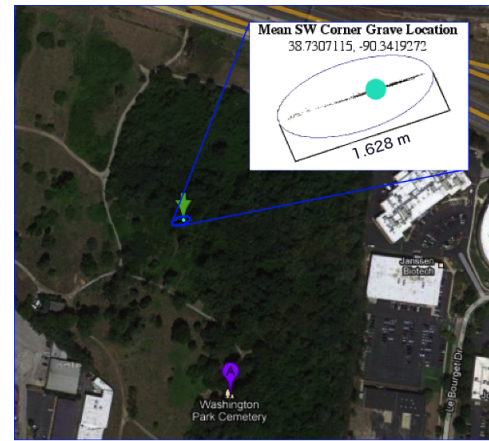 Mean SW Corner Grave Location
38.7307115, -90.3419272
1.628 m
Janssen
Biotech
Le Bourget Dr
Washington
Park Cemetery